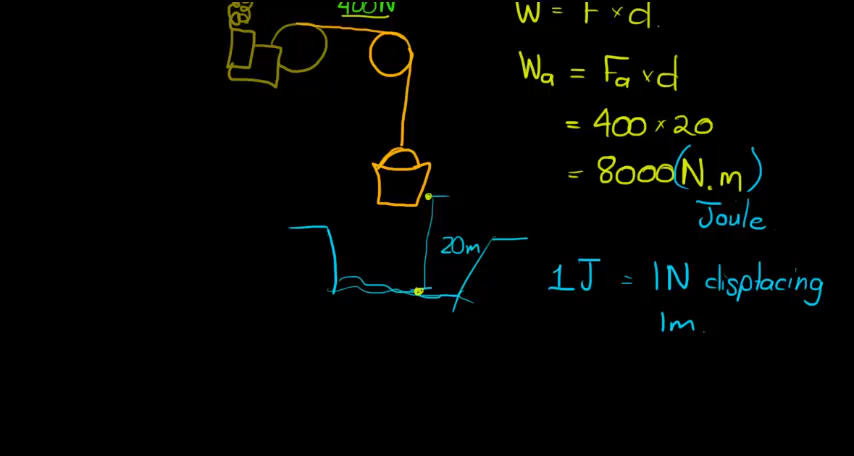 400N
W = F × d.
Wa = Fa × d
= 400 × 20
= 8000 (N.m)
Joule
20m
1J = 1N displacing
1m.